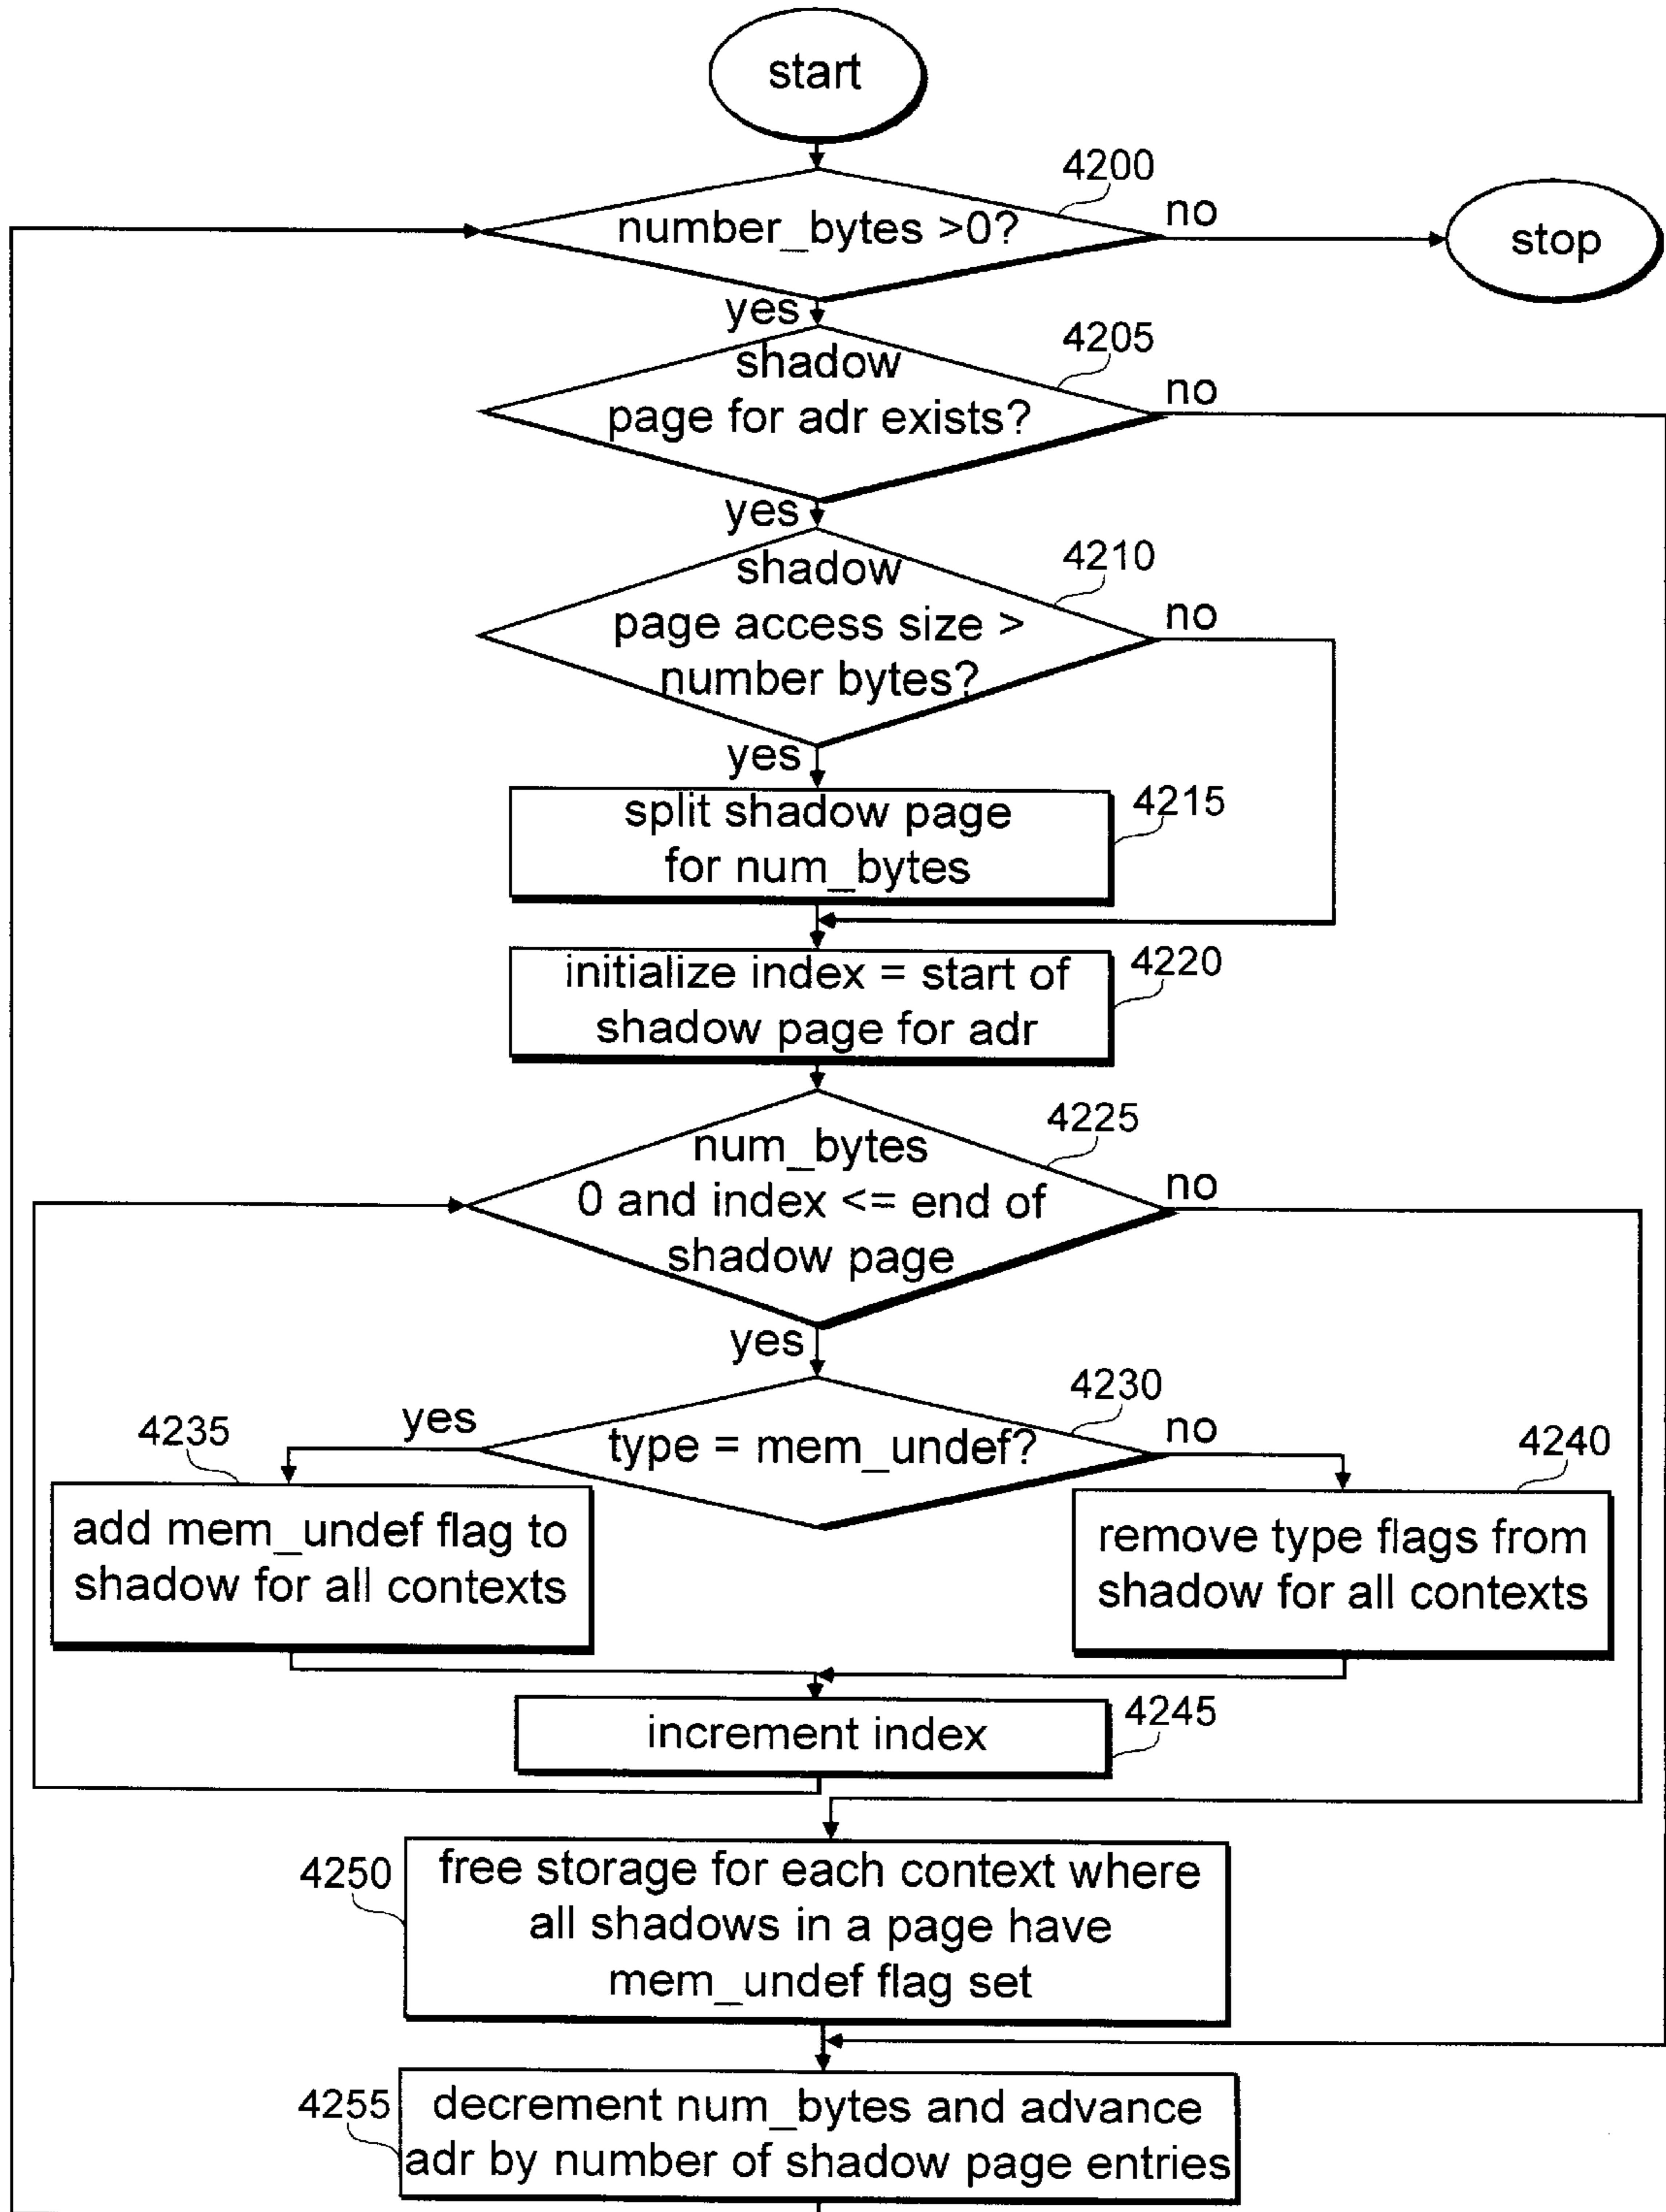 start
4200
number_bytes >0?
no
stop
yes
4205
shadow
page for adr exists?
no
yes
4210
shadow
page access size >
number bytes?
no
yes
split shadow page
for num_bytes
4215
initialize index = start of
shadow page for adr
4220
4225
num_bytes
0 and index <= end of
shadow page
no
yes
4230
type = mem_undef?
yes
no
4235
4240
add mem_undef flag to
shadow for all contexts
remove type flags from
shadow for all contexts
increment index
4245
4250
free storage for each context where
all shadows in a page have
mem_undef flag set
4255
decrement num_bytes and advance
adr by number of shadow page entries